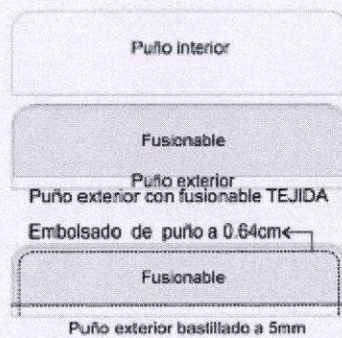 Puño interior
Fusionable
Puño exterior
Puño exterior con fusionable TEJIDA
Embolsado de puño a 0.64cm
Fusionable
Puño exterior bastillado a 5mm